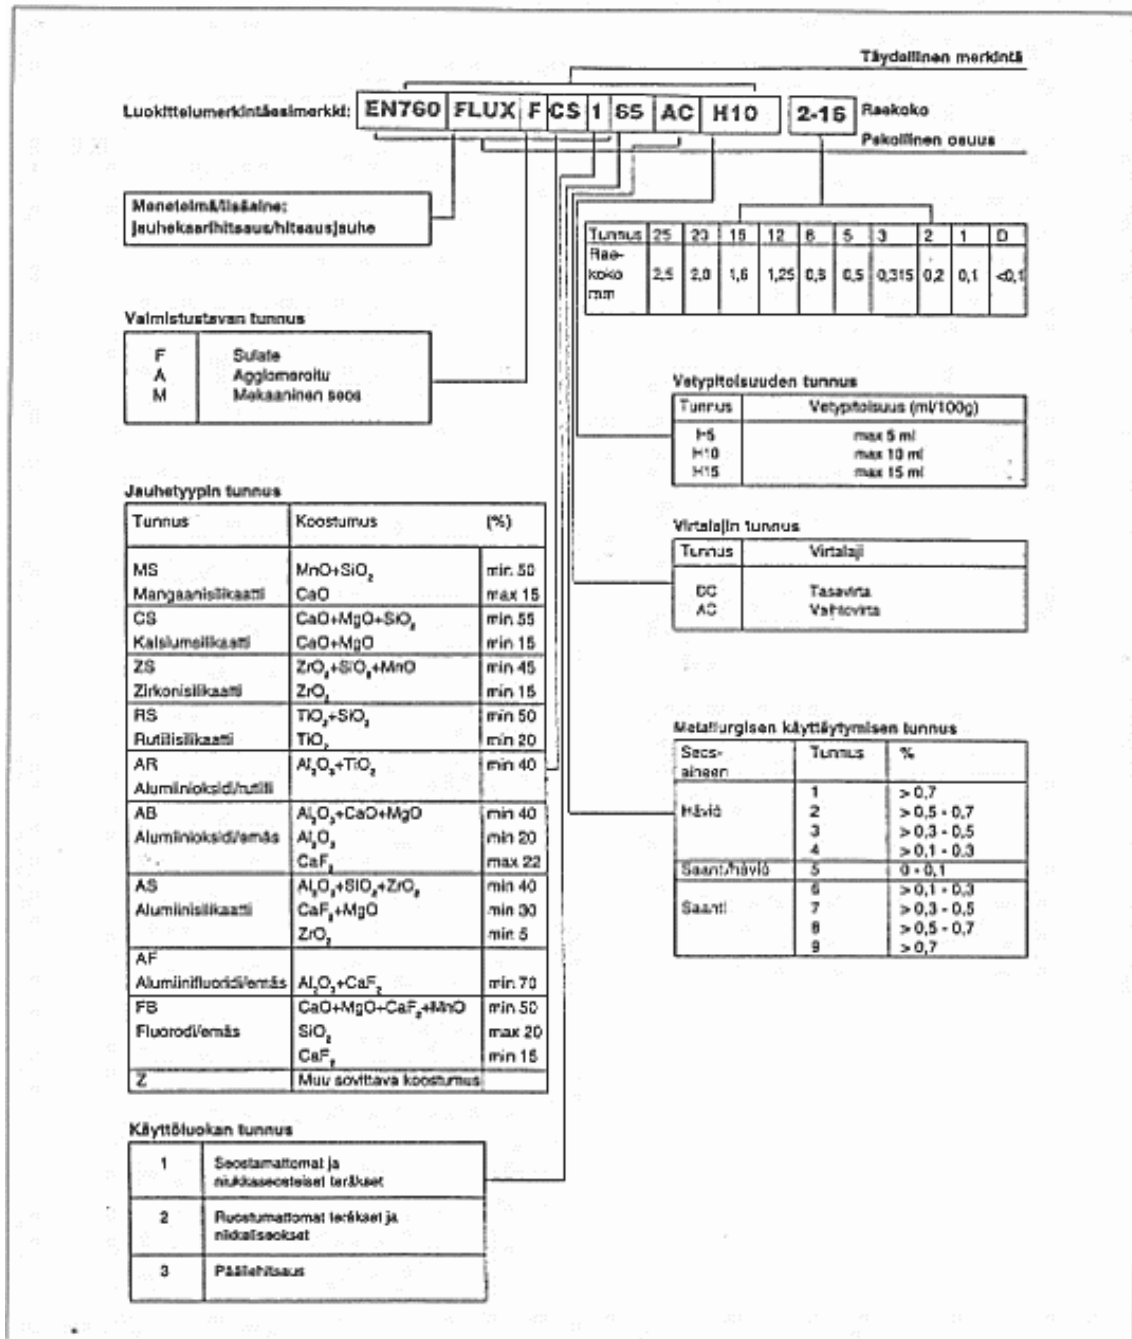 Täydellinen merkintä
Luokittelumerkintäesimerkki: EN760 FLUX F CS 1 65 AC H10 2-16 Raekoko
Pakollinen osuus
Menetelmä/lisäaine:
jauhekaarihitsaus/hitsausjauhe
Tunnus 25 20 16 12 8 5 3 2 1 D
Rae-
koko 2,5 2,0 1,6 1,25 0,8 0,5 0,315 0,2 0,1 <0,1
mm
Valmistustavan tunnus
F Sulate
A Agglomeroitu
M Mekaaninen seos
Vetypitoisuuden tunnus
Tunnus Vetypitoisuus (ml/100g)
H5 max 5 ml
H10 max 10 ml
H15 max 15 ml
Jauhetyypin tunnus
Tunnus Koostumus (%)
MS MnO+SiO₂ min 50
Mangaanisilikaatti CaO max 15
CS CaO+MgO+SiO₂ min 55
Kalsiumsilikaatti CaO+MgO min 15
ZS ZrO₂+SiO₂+MnO min 45
Zirkonisilikaatti ZrO₂ min 15
RS TiO₂+SiO₂ min 50
Rutiilisilikaatti TiO₂ min 20
AR Al₂O₃+TiO₂ min 40
Alumiinioksidi/rutiili
AB Al₂O₃+CaO+MgO min 40
Alumiinioksidi/emäs Al₂O₃ min 20
CaF₂ max 22
AS Al₂O₃+SiO₂+ZrO₂ min 40
Alumiinisilikaatti CaF₂+MgO min 30
ZrO₂ min 5
AF
Alumiinifluoridi/emäs Al₂O₃+CaF₂ min 70
FB CaO+MgO+CaF₂+MnO min 50
Fluorodi/emäs SiO₂ max 20
CaF₂ min 15
Z Muu sovittava koostumus
Virtalajin tunnus
Tunnus Virtalaji
DC Tasavirta
AC Vaihtovirta
Metallurgisen käyttäytymisen tunnus
Seos-
aineen Tunnus %
1 > 0,7
Häviö 2 > 0,5 - 0,7
3 > 0,3 - 0,5
4 > 0,1 - 0,3
Saanti/häviö 5 0 - 0,1
6 > 0,1 - 0,3
Saanti 7 > 0,3 - 0,5
8 > 0,5 - 0,7
9 > 0,7
Käyttöluokan tunnus
1 Seostamattomat ja
niukkaseosteiset teräkset
2 Ruostumattomat teräkset ja
nikkeliseokset
3 Päällehitsaus